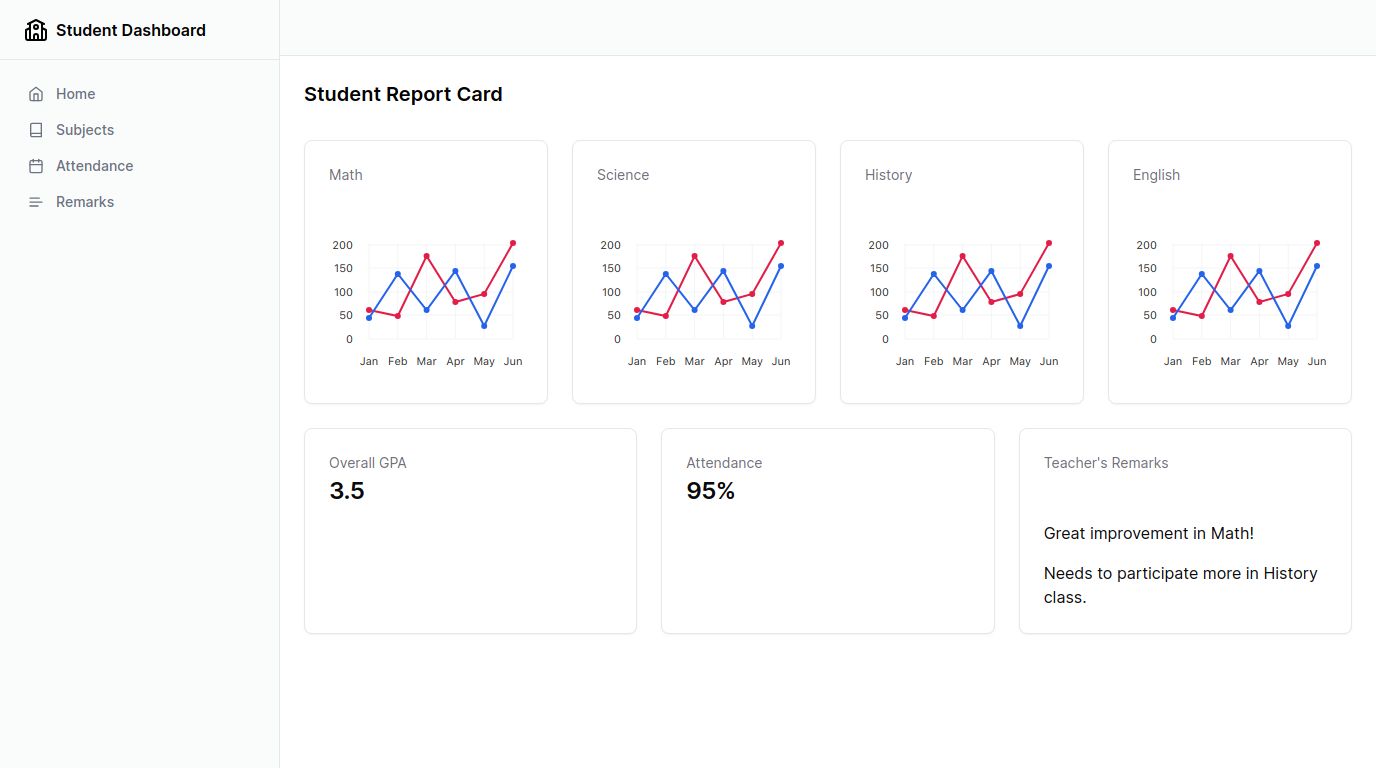 Student Dashboard
Home
Subjects
Attendance
Remarks
Student Report Card
Math
200
150
100
50
0
Jan Feb Mar Apr May Jun
Science
200
150
100
50
0
Jan Feb Mar Apr May Jun
History
200
150
100
50
0
Jan Feb Mar Apr May Jun
English
200
150
100
50
0
Jan Feb Mar Apr May Jun
Overall GPA
3.5
Attendance
95%
Teacher's Remarks
Great improvement in Math!
Needs to participate more in History
class.